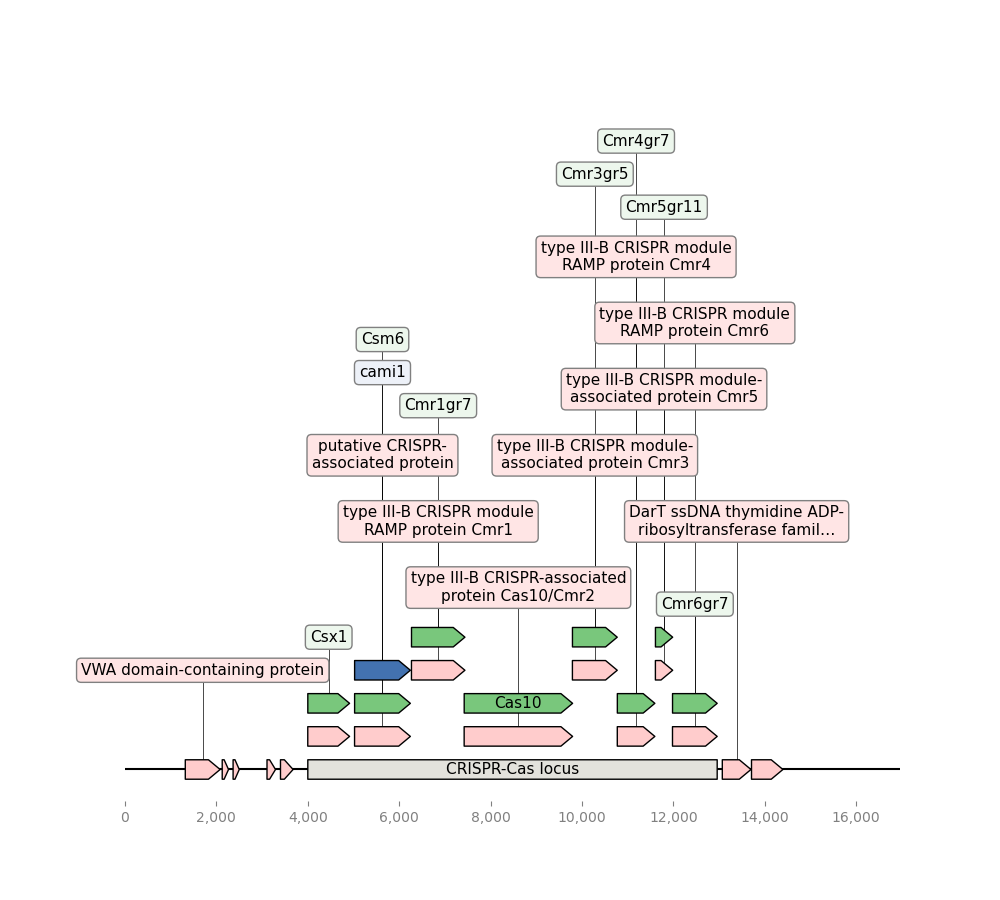 Cmr4gr7
Cmr3gr5
Cmr5gr11
type III-B CRISPR module
RAMP protein Cmr4
type III-B CRISPR module
RAMP protein Cmr6
Csm6
cami1
type III-B CRISPR module-
associated protein Cmr5
Cmr1gr7
putative CRISPR-
associated protein
type III-B CRISPR module-
associated protein Cmr3
type III-B CRISPR module
RAMP protein Cmr1
DarT ssDNA thymidine ADP-
ribosyltransferase famil...
type III-B CRISPR-associated
protein Cas10/Cmr2
Cmr6gr7
Csx1
VWA domain-containing protein
Cas10
CRISPR-Cas locus
0 2,000 4,000 6,000 8,000 10,000 12,000 14,000 16,000